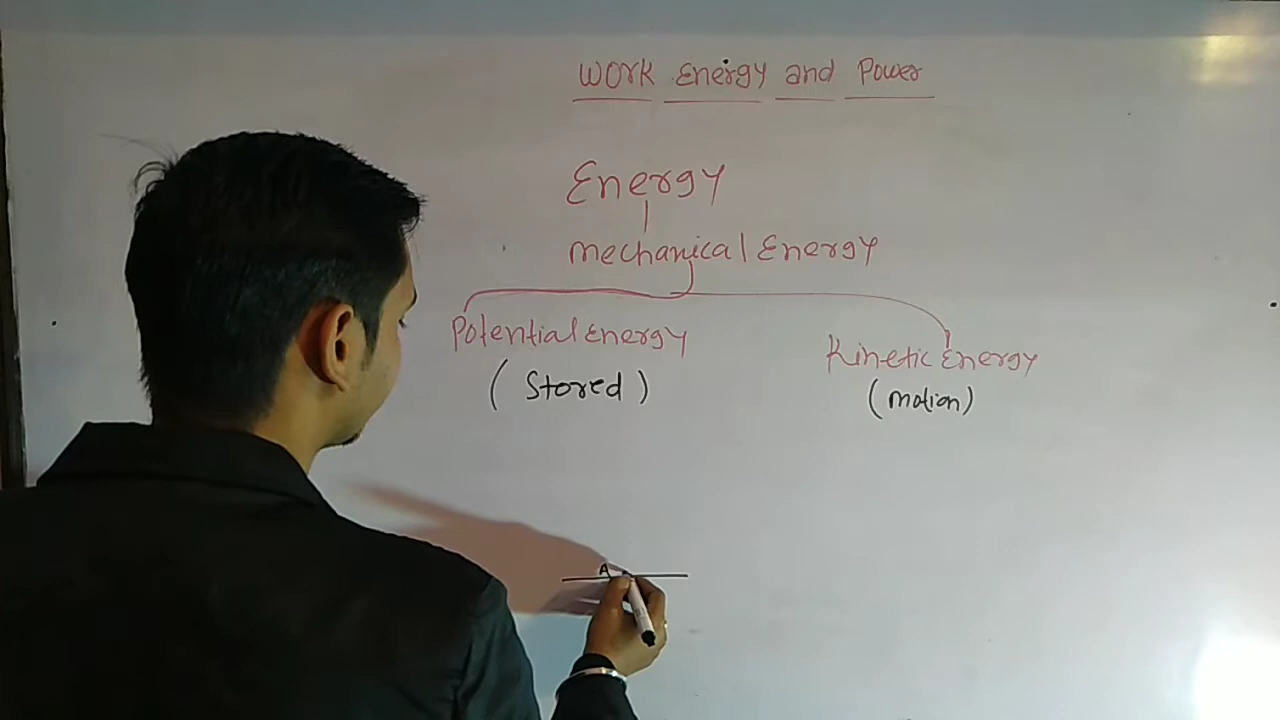 Work Energy and Power
Energy
mechanical Energy
Potential Energy
Kinetic Energy
(Stored)
(motion)
A